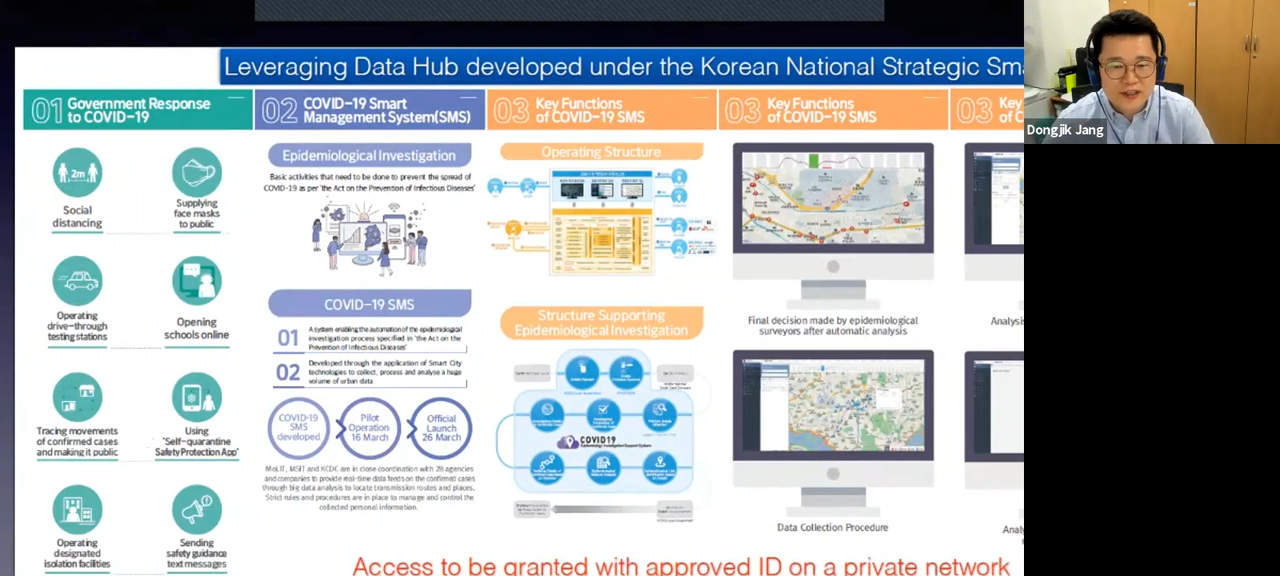 Leveraging Data Hub developed under the Korean National Strategic Sma
Dongjik Jang
01 Government Response
to COVID-19
Social
distancing
2m
Supplying
face masks
to public
Operating
drive-through
testing stations
Opening
schools online
Tracing movements
of confirmed cases
and making it public
Using
'Self-quarantine
Safety Protection App'
Operating
designated
isolation facilities
Sending
safety guidance
text messages
02 COVID-19 Smart
Management System(SMS)
Epidemiological Investigation
Basic activities that need to be done to prevent the spread of
COVID-19 as per 'the Act on the Prevention of Infectious Diseases'
COVID-19 SMS
01
A system enabling the automation of the epidemiological
investigation process specified in 'the Act on the
Prevention of Infectious Diseases'
02
Developed through the application of Smart City
technologies to collect, process and analyse a huge
volume of urban data
COVID-19
SMS
developed
Pilot
Operation
16 March
Official
Launch
26 March
MoLIT, MSIT and KCDC are in close coordination with 28 agencies
and companies to provide real-time data feeds on the confirmed cases
through big data analysis to locate transmission routes and places.
Strict rules and procedures are in place to manage and control the
collected personal information.
03 Key Functions
of COVID-19 SMS
Operating Structure
Structure Supporting
Epidemiological Investigation
COVID19
03 Key Functions
of COVID-19 SMS
Final decision made by epidemiological
surveyors after automatic analysis
Data Collection Procedure
03 Key
of C
Analysis
Analy
Access to be granted with approved ID on a private network